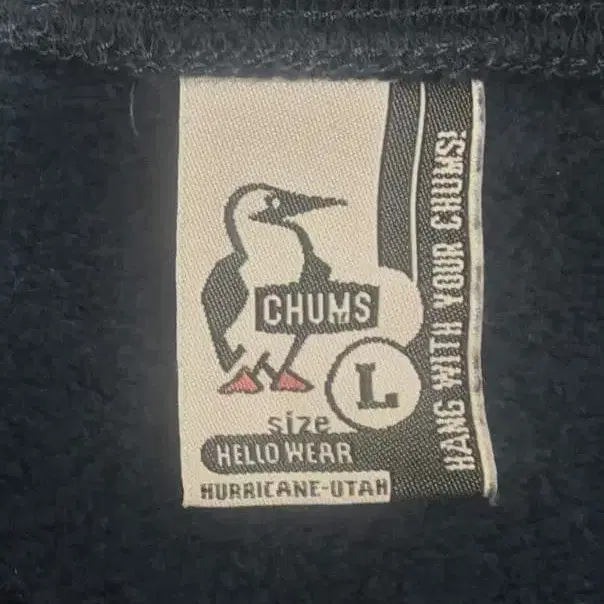 CHUMS
L
size
HELLO WEAR
HURRICANE-UTAH
HANG WITH YOUR CHUMS!